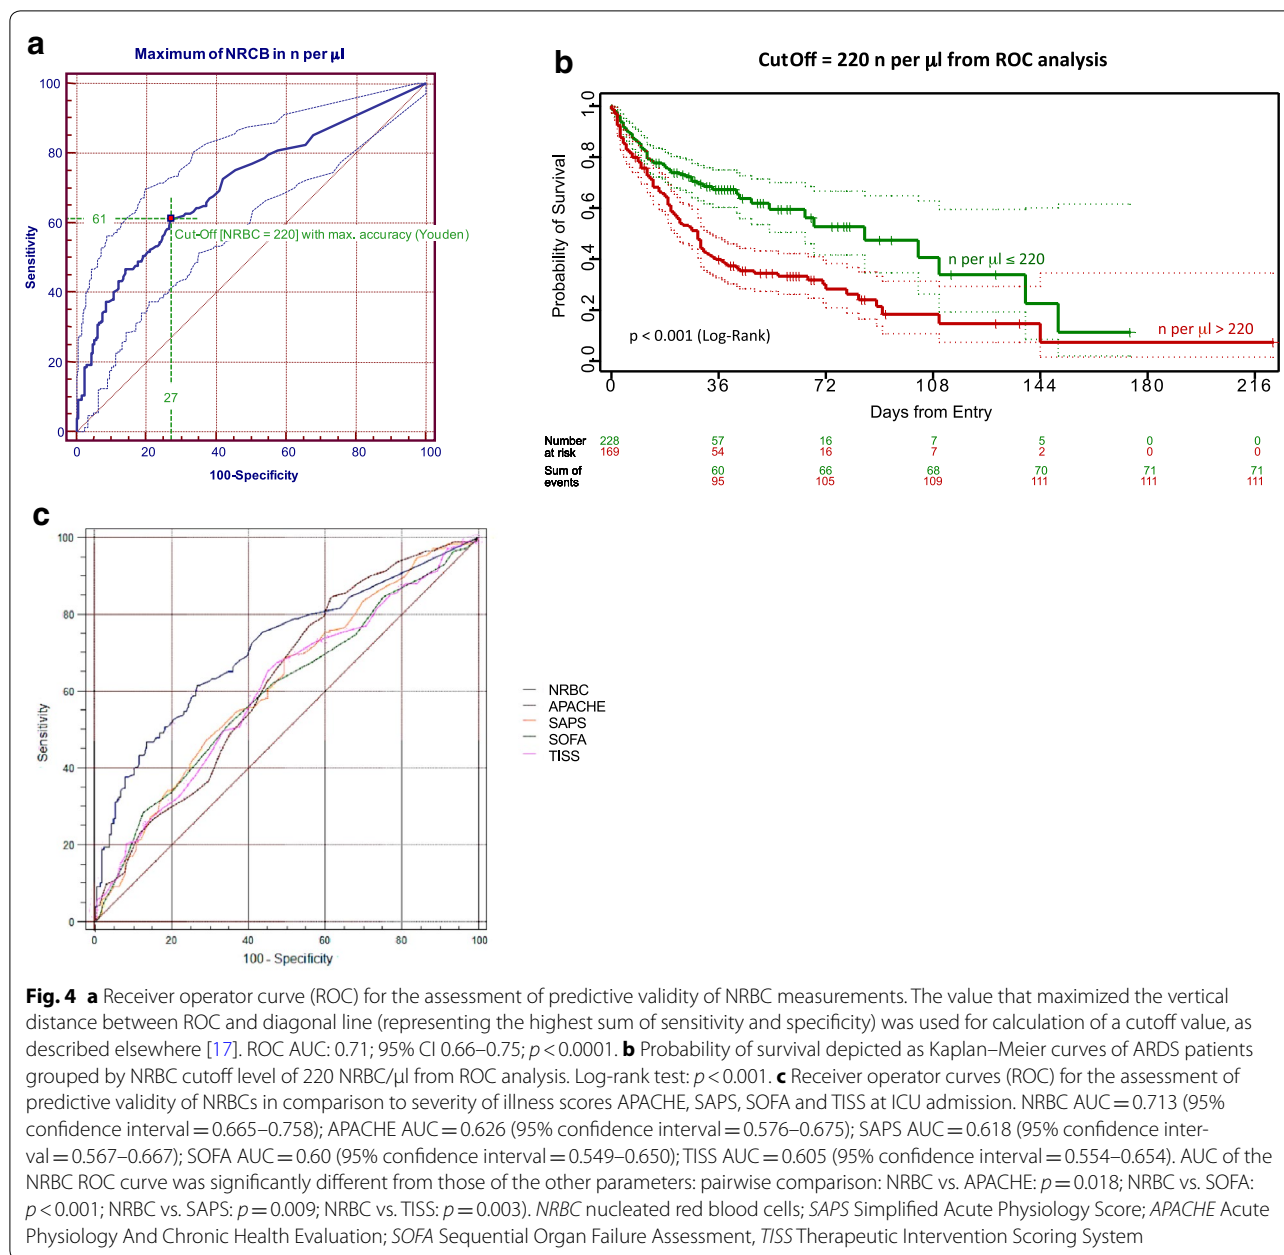 a
Maximum of NRCB in n per µl
100
80
60
40
20
0
Sensitivity
61
Cut-Off [NRBC = 220] with max. accuracy (Youden)
27
0 20 40 60 80 100
100-Specificity
b
CutOff = 220 n per µl from ROC analysis
1.0
0.8
0.6
0.4
0.2
0.0
Probability of Survival
n per µl ≤ 220
n per µl > 220
p < 0.001 (Log-Rank)
0 36 72 108 144 180 216
Days from Entry
Number at risk
228 57 16 7 5 0 0
169 54 16 7 2 0 0
Sum of events
60 66 68 70 71 71
95 105 109 111 111 111
c
100
80
60
40
20
0
Sensitivity
0 20 40 60 80 100
100 - Specificity
NRBC
APACHE
SAPS
SOFA
TISS
Fig. 4 a Receiver operator curve (ROC) for the assessment of predictive validity of NRBC measurements. The value that maximized the vertical
distance between ROC and diagonal line (representing the highest sum of sensitivity and specificity) was used for calculation of a cutoff value, as
described elsewhere [17]. ROC AUC: 0.71; 95% CI 0.66–0.75; p < 0.0001. b Probability of survival depicted as Kaplan–Meier curves of ARDS patients
grouped by NRBC cutoff level of 220 NRBC/µl from ROC analysis. Log-rank test: p < 0.001. c Receiver operator curves (ROC) for the assessment of
predictive validity of NRBCs in comparison to severity of illness scores APACHE, SAPS, SOFA and TISS at ICU admission. NRBC AUC = 0.713 (95%
confidence interval = 0.665–0.758); APACHE AUC = 0.626 (95% confidence interval = 0.576–0.675); SAPS AUC = 0.618 (95% confidence inter-
val = 0.567–0.667); SOFA AUC = 0.60 (95% confidence interval = 0.549–0.650); TISS AUC = 0.605 (95% confidence interval = 0.554–0.654). AUC of the
NRBC ROC curve was significantly different from those of the other parameters: pairwise comparison: NRBC vs. APACHE: p = 0.018; NRBC vs. SOFA:
p < 0.001; NRBC vs. SAPS: p = 0.009; NRBC vs. TISS: p = 0.003). NRBC nucleated red blood cells; SAPS Simplified Acute Physiology Score; APACHE Acute
Physiology And Chronic Health Evaluation; SOFA Sequential Organ Failure Assessment, TISS Therapeutic Intervention Scoring System